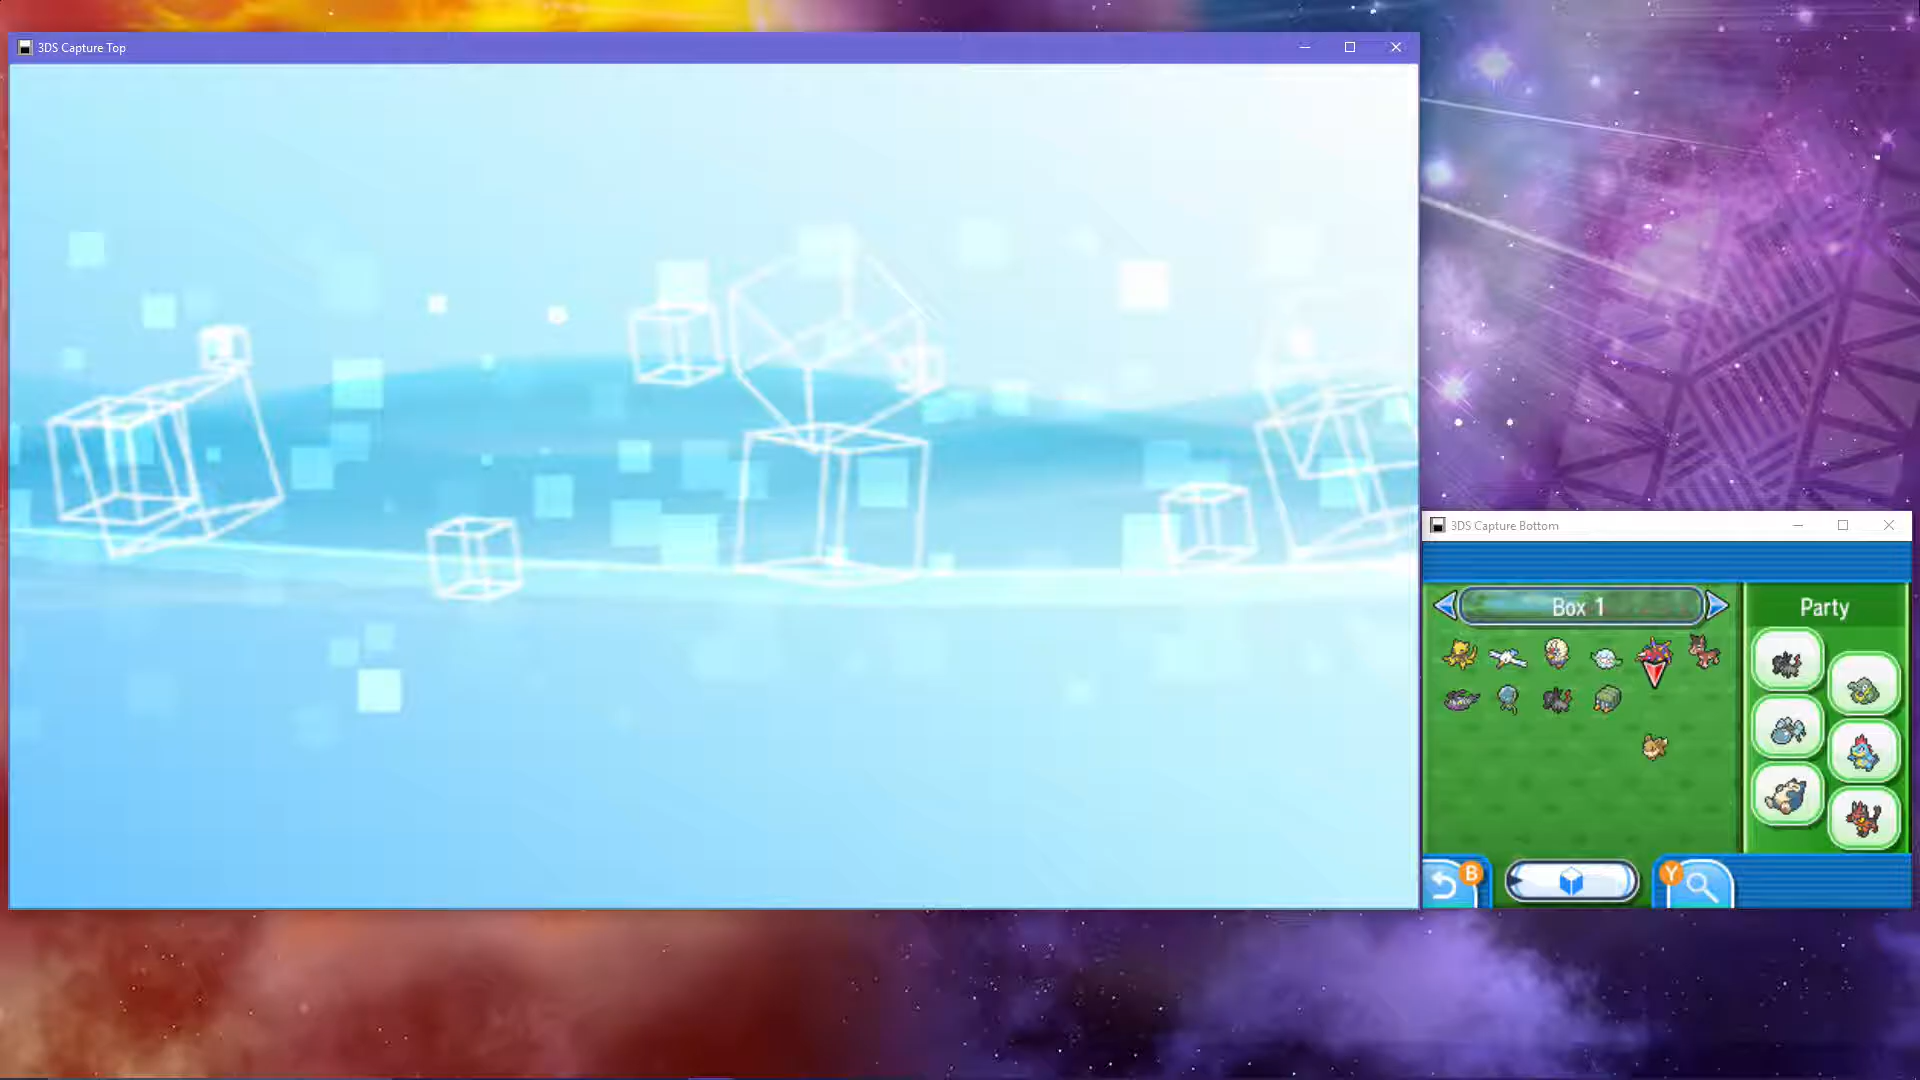 3DS Capture Top
3DS Capture Bottom
Box 1
Party
B
Y